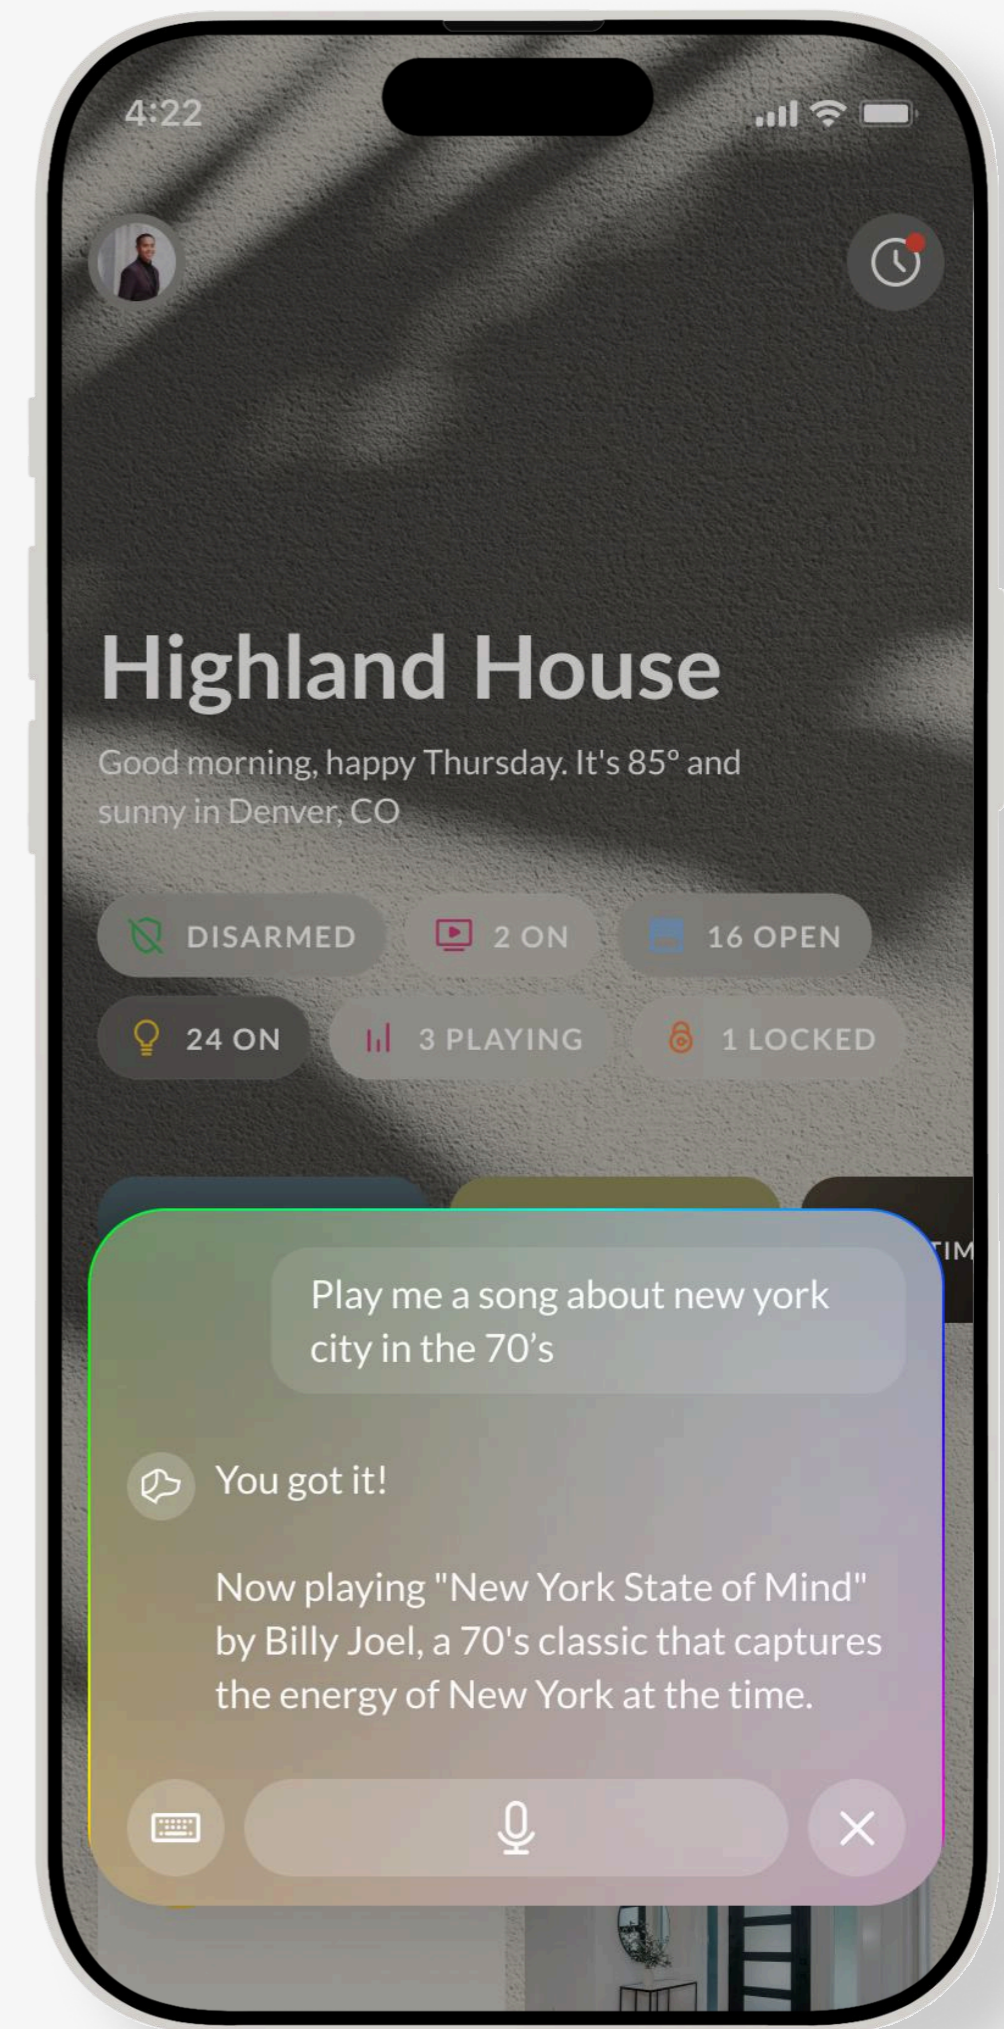 4:22
Highland House
Good morning, happy Thursday. It's 85° and
sunny in Denver, CO
DISARMED
2 ON
16 OPEN
24 ON
3 PLAYING
1 LOCKED
TIM
Play me a song about new york
city in the 70’s
You got it!
Now playing "New York State of Mind"
by Billy Joel, a 70's classic that captures
the energy of New York at the time.